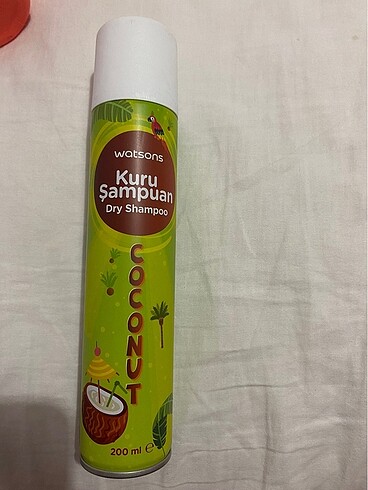 watsons
Kuru
Şampuan
Dry Shampoo
COCONUT
200 ml e